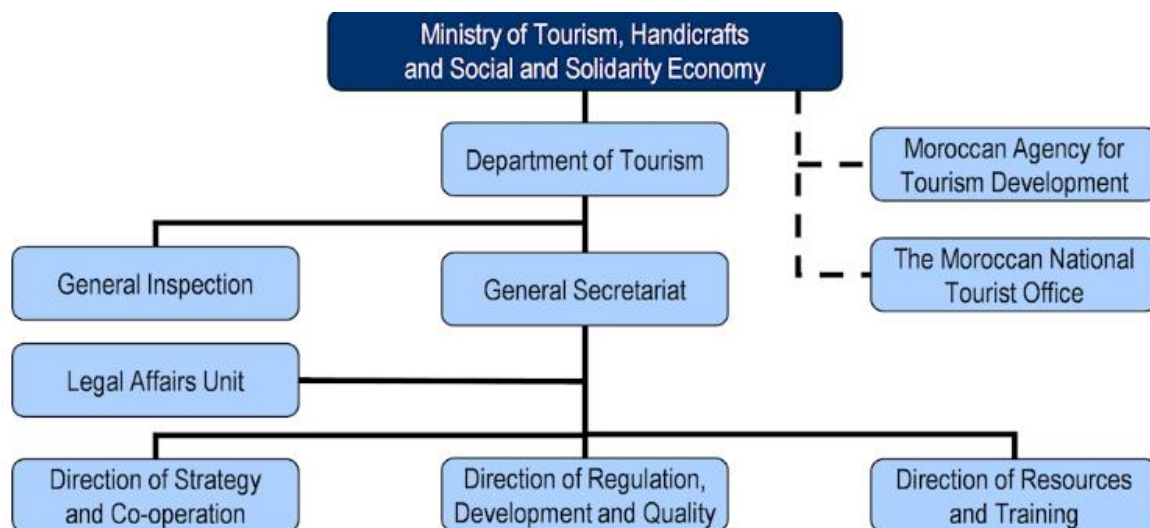 Ministry of Tourism, Handicrafts
and Social and Solidarity Economy
Department of Tourism
Moroccan Agency for
Tourism Development
General Inspection
General Secretariat
The Moroccan National
Tourist Office
Legal Affairs Unit
Direction of Strategy
and Co-operation
Direction of Regulation,
Development and Quality
Direction of Resources
and Training